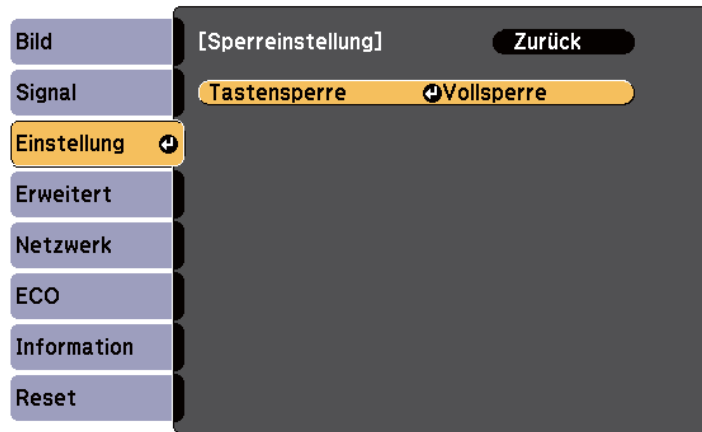 Bild
Signal
Einstellung
Erweitert
Netzwerk
ECO
Information
Reset
[Sperreinstellung] Zurück
Tastensperre Vollsperre